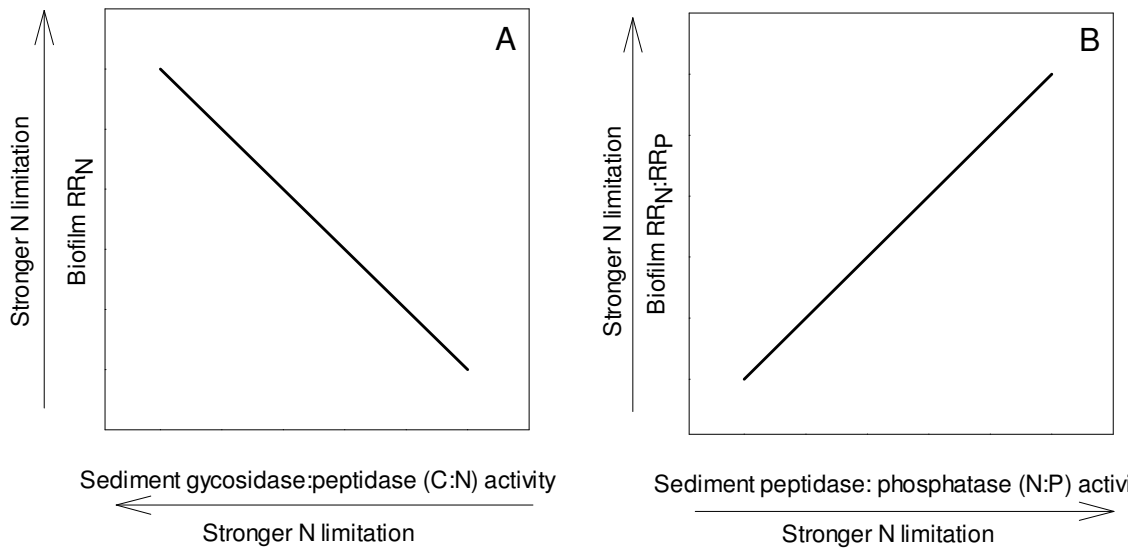 A
Stronger N limitation
Biofilm RRN
Sediment gycosidase:peptidase (C:N) activity
Stronger N limitation
B
Stronger N limitation
Biofilm RRN:RRP
Sediment peptidase: phosphatase (N:P) activi
Stronger N limitation